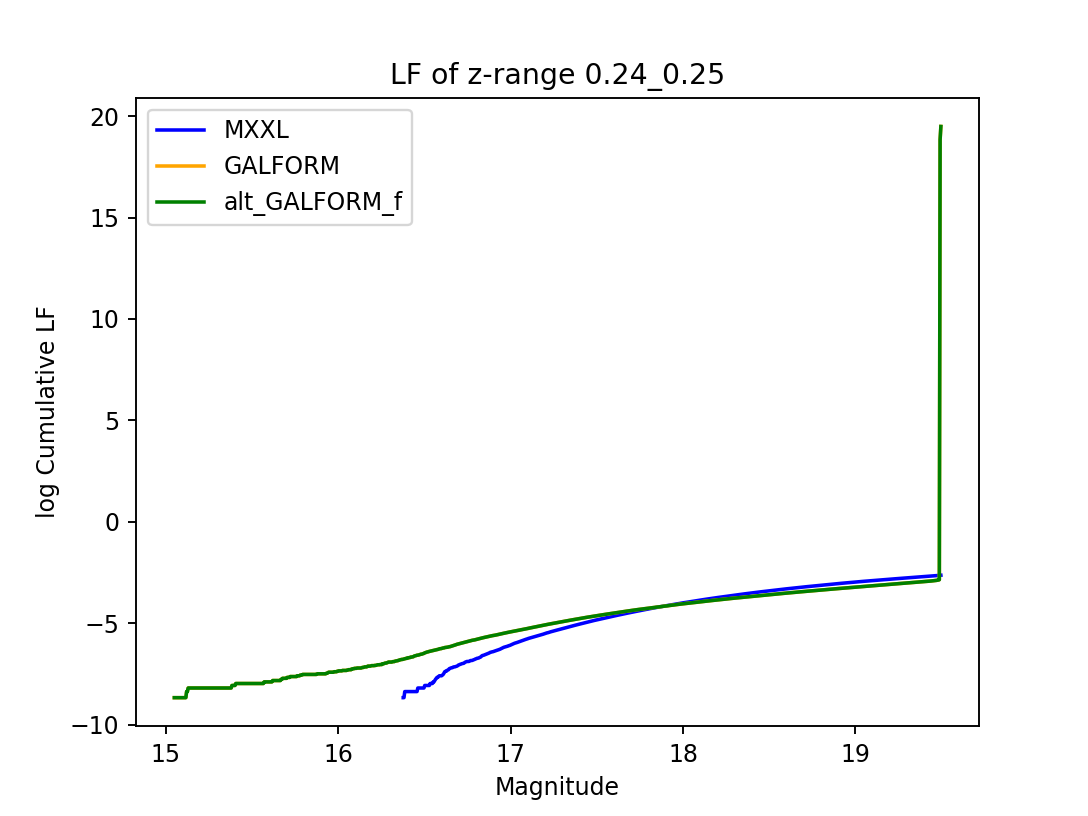 LF of z-range 0.24_0.25
MXXL
GALFORM
alt_GALFORM_f
log Cumulative LF
20
15
10
5
0
−5
−10
15 16 17 18 19
Magnitude